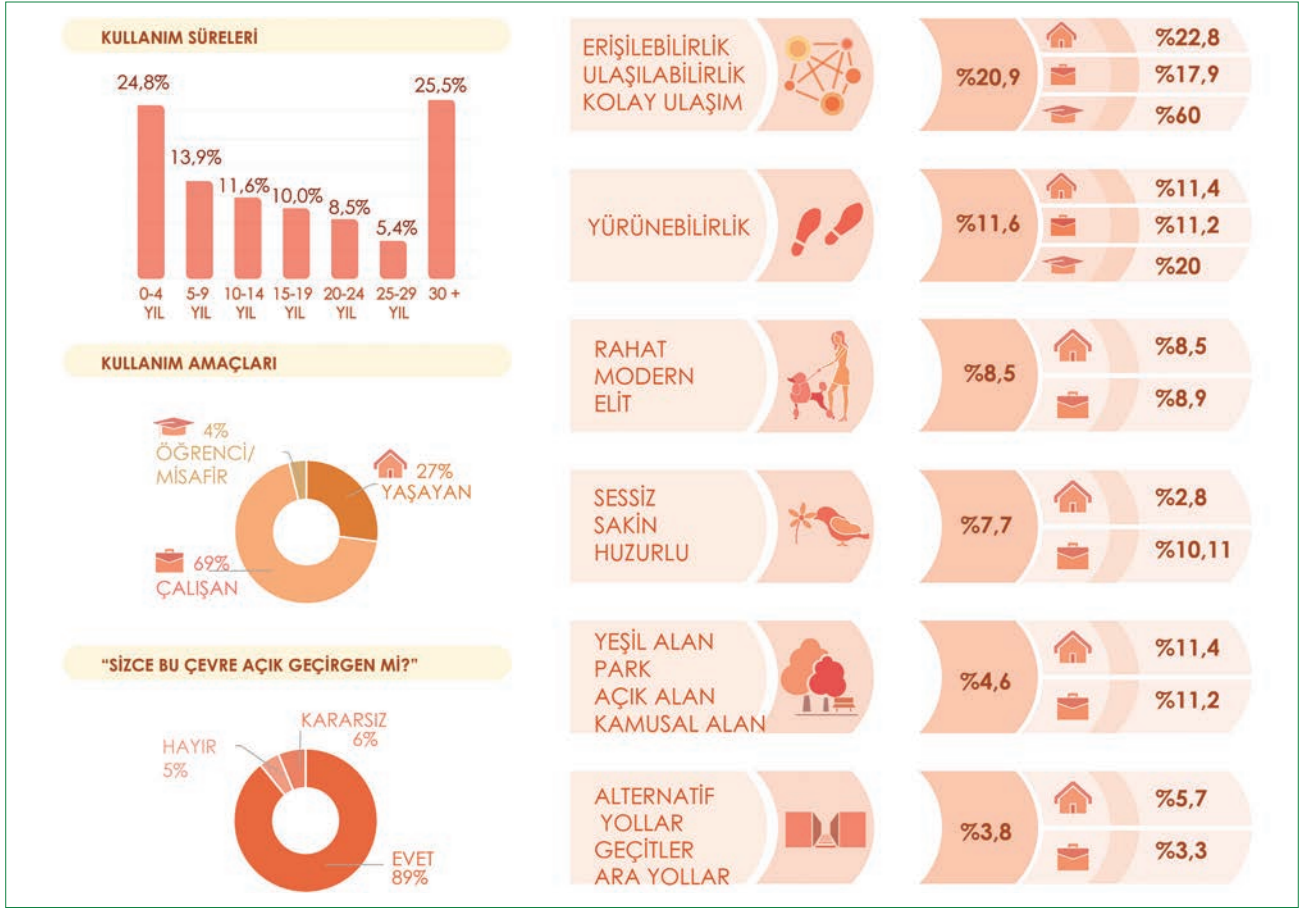 KULLANIM SÜRELERİ
24,8%
13,9%
11,6%
10,0%
8,5%
5,4%
25,5%
0-4 5-9 10-14 15-19 20-24 25-29 30 +
YIL YIL YIL YIL YIL YIL
KULLANIM AMAÇLARI
4%
ÖĞRENCİ/
MİSAFİR
27%
YAŞAYAN
69%
ÇALIŞAN
“SİZCE BU ÇEVRE AÇIK GEÇİRGEN Mİ?”
KARARSIZ
6%
HAYIR
5%
EVET
89%
ERİŞİLEBİLİRLİK
ULAŞILABİLİRLİK
KOLAY ULAŞIM
%20,9
%22,8
%17,9
%60
YÜRÜNEBİLİRLİK
%11,6
%11,4
%11,2
%20
RAHAT
MODERN
ELİT
%8,5
%8,5
%8,9
SESSİZ
SAKİN
HUZURLU
%7,7
%2,8
%10,11
YEŞİL ALAN
PARK
AÇIK ALAN
KAMUSAL ALAN
%4,6
%11,4
%11,2
ALTERNATİF
YOLLAR
GEÇİTLER
ARA YOLLAR
%3,8
%5,7
%3,3